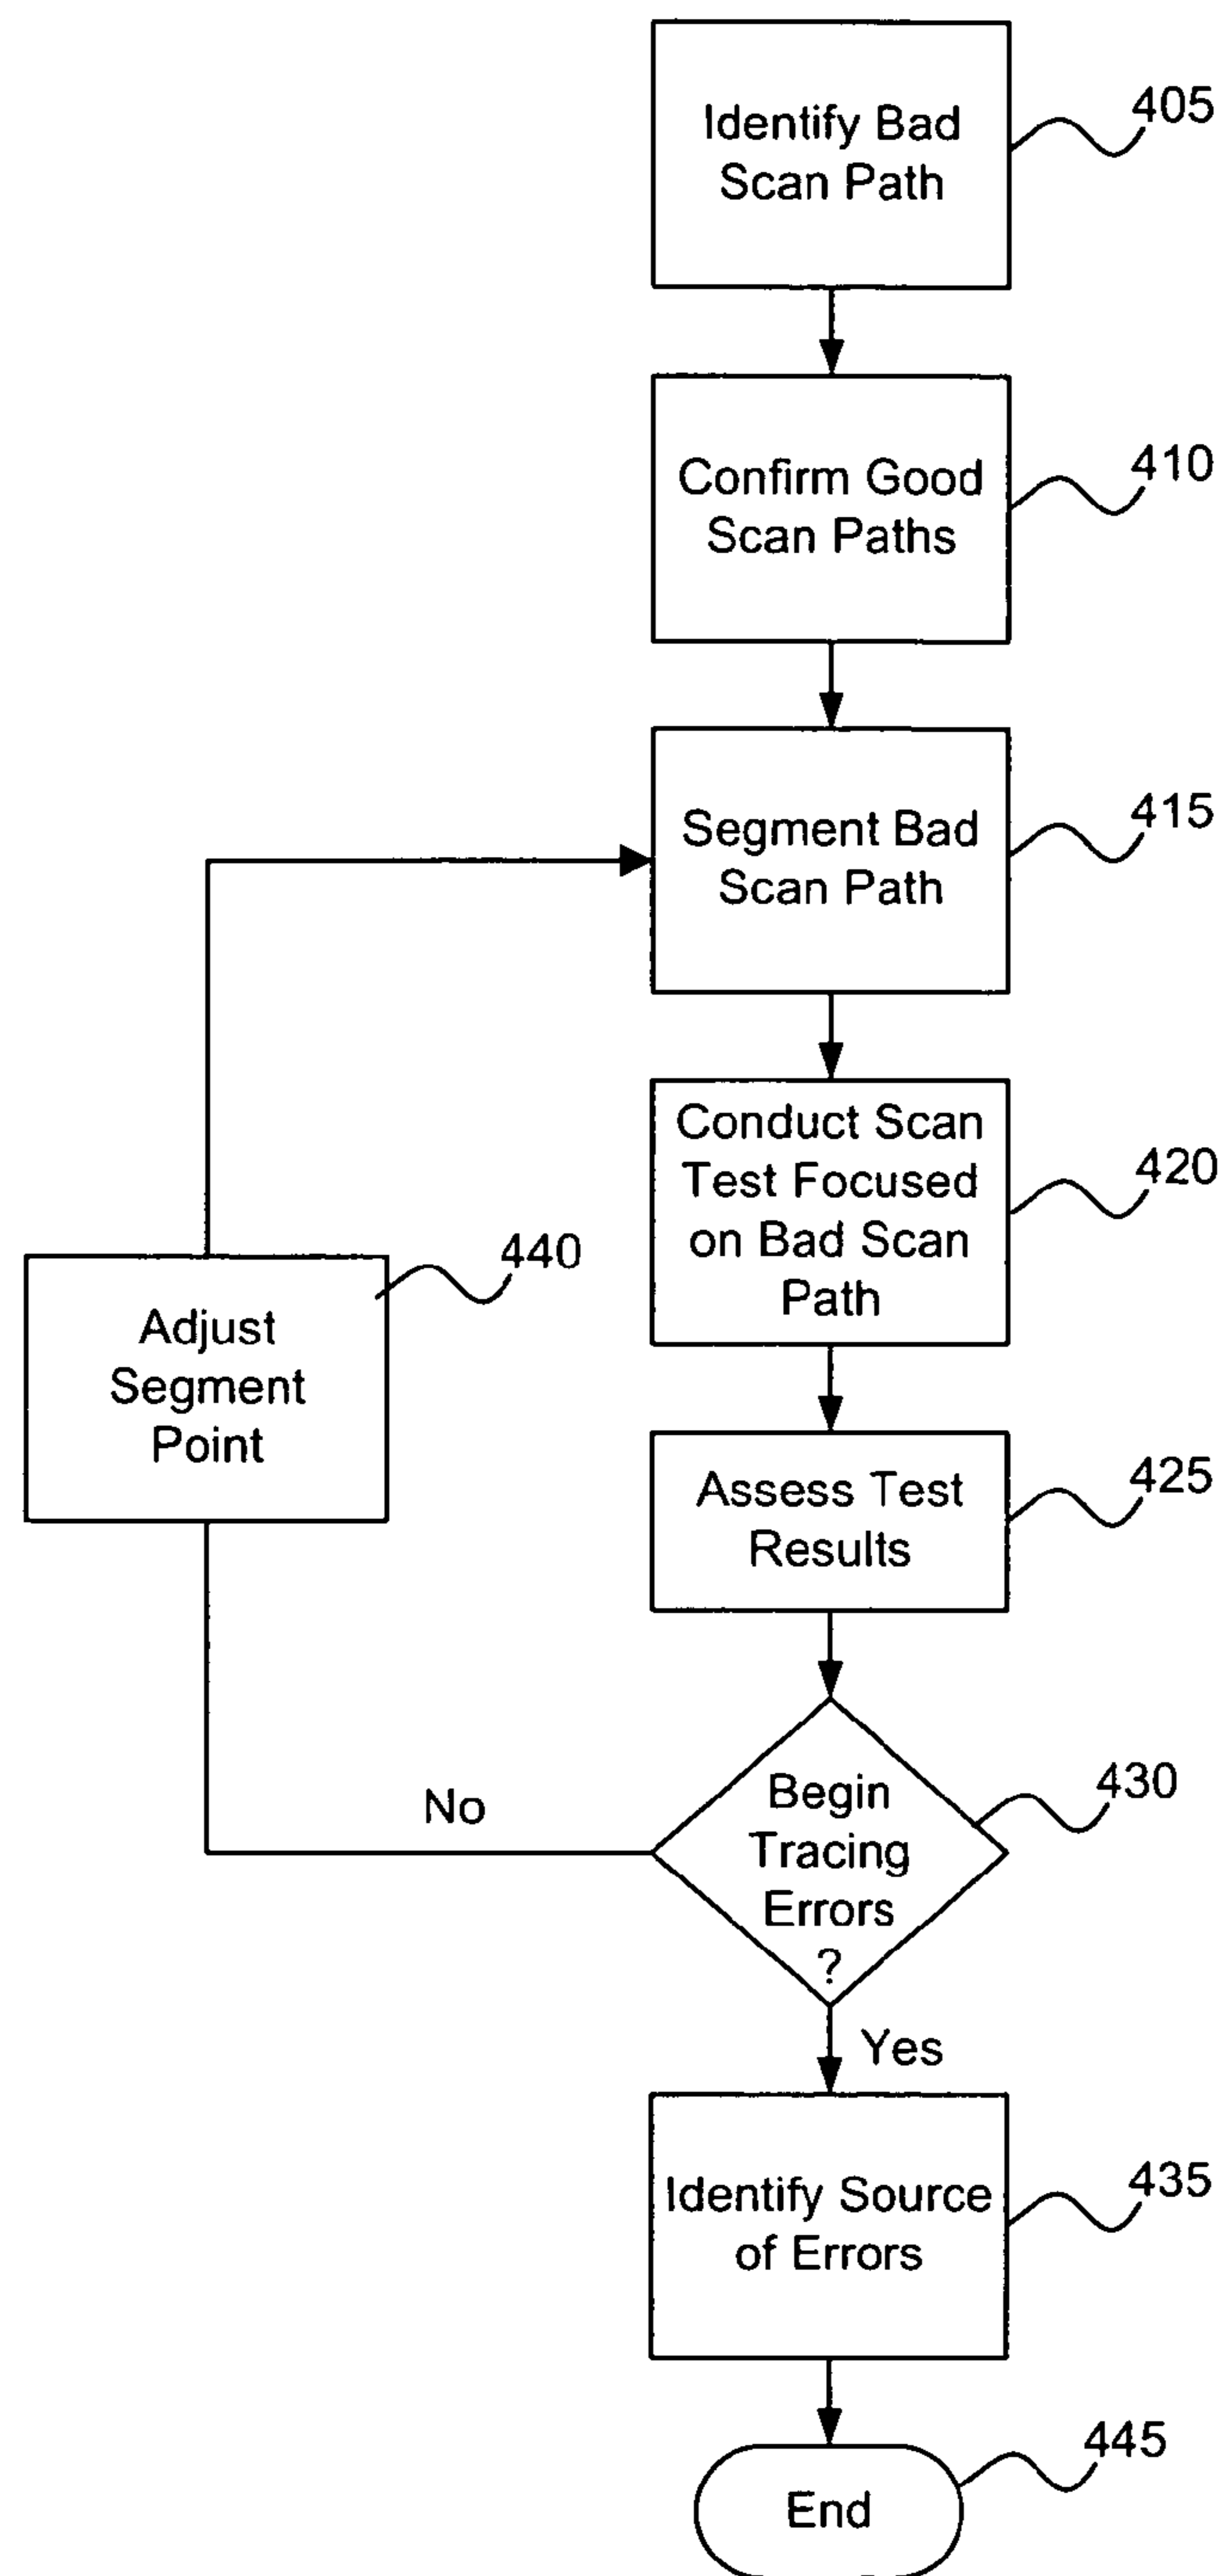 Identify Bad
Scan Path
405
Confirm Good
Scan Paths
410
Segment Bad
Scan Path
415
Conduct Scan
Test Focused
on Bad Scan
Path
420
Adjust
Segment
Point
440
Assess Test
Results
425
Begin
Tracing
Errors
?
430
No
Yes
Identify Source
of Errors
435
End
445